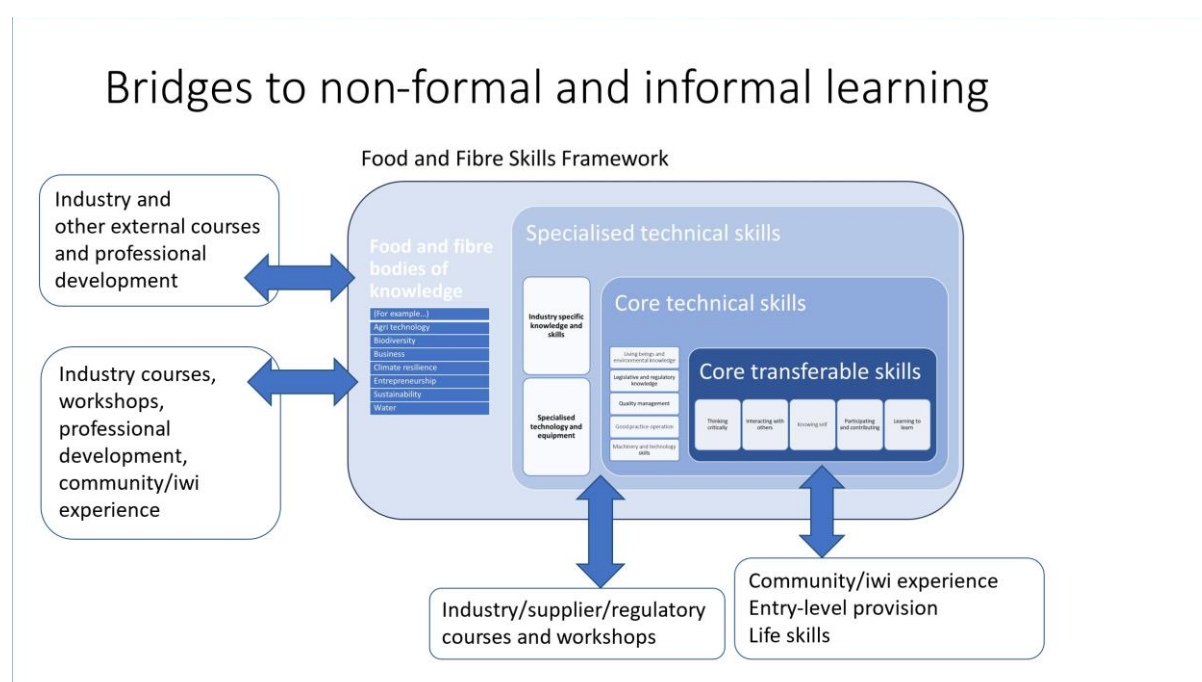 Bridges to non-formal and informal learning
Food and Fibre Skills Framework
Industry and
other external courses
and professional
development
Industry courses,
workshops,
professional
development,
community/iwi
experience
Food and fibre
bodies of
knowledge
(For example...)
Agri technology
Biodiversity
Business
Climate resilience
Entrepreneurship
Sustainability
Water
Specialised technical skills
Industry specific
knowledge and
skills
Specialised
technology and
equipment
Core technical skills
Living beings and
environmental knowledge
Legislative and regulatory
knowledge
Quality management
Good practice operation
Machinery and technology
skills
Core transferable skills
Thinking
critically
Interacting with
others
Knowing self
Participating
and contributing
Learning to
learn
Industry/supplier/regulatory
courses and workshops
Community/iwi experience
Entry-level provision
Life skills